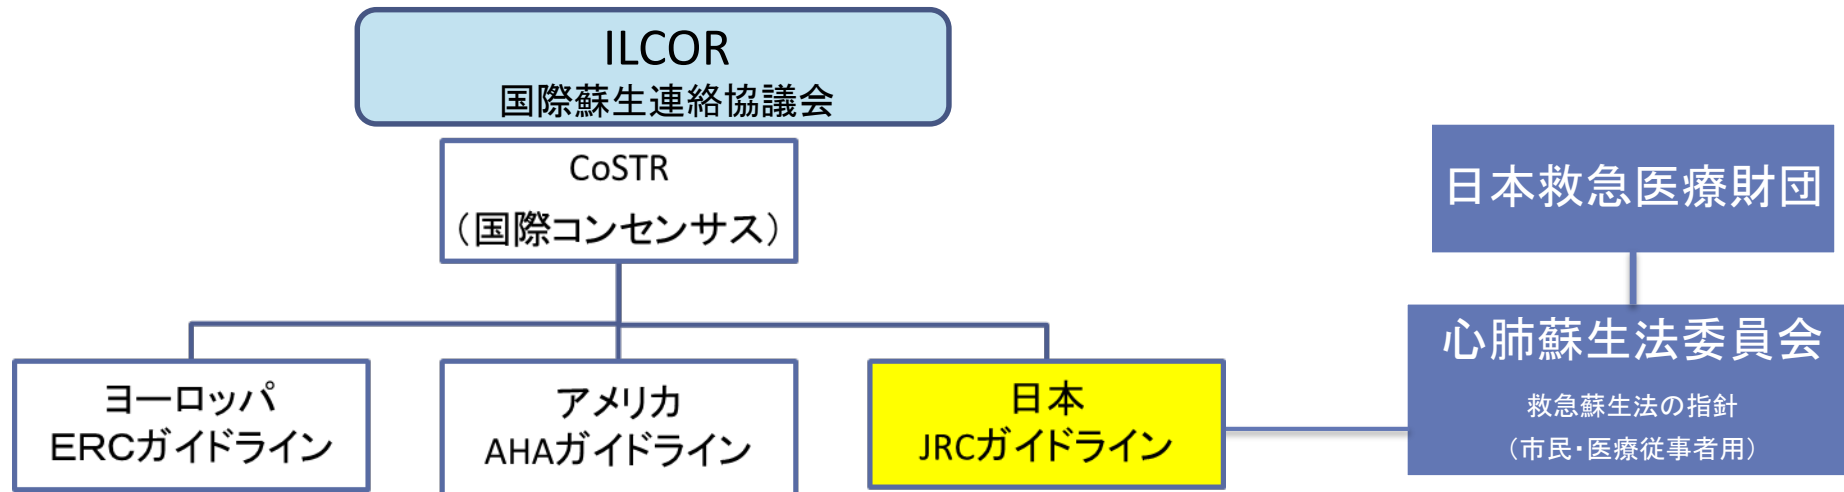 ILCOR
国際蘇生連絡協議会
CoSTR
（国際コンセンサス）
日本救急医療財団
心肺蘇生法委員会
救急蘇生法の指針
（市民・医療従事者用）
ヨーロッパ
ERCガイドライン
アメリカ
AHAガイドライン
日本
JRCガイドライン